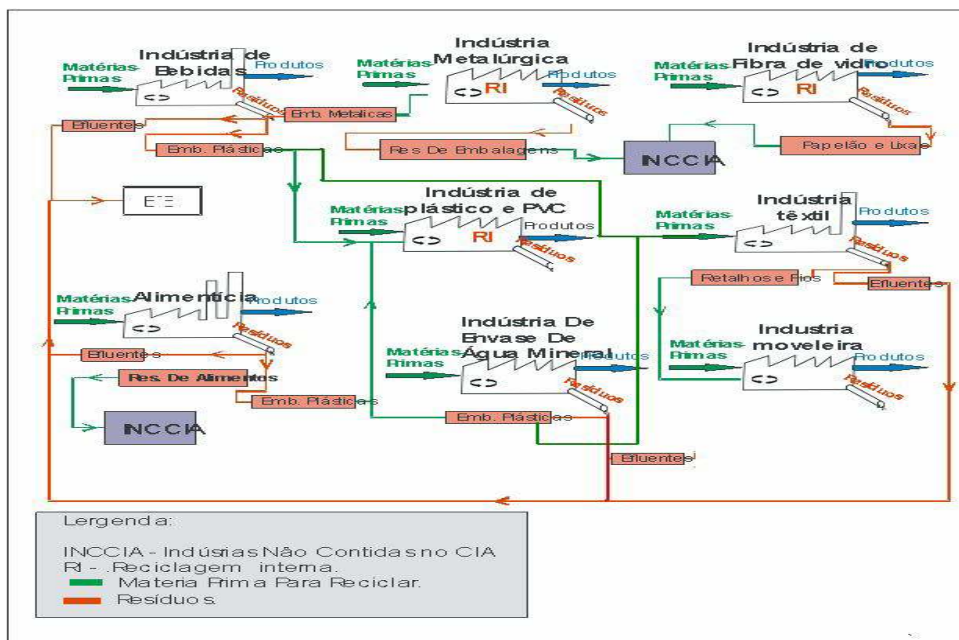 Indústria de
Bebidas
Matérias-
Primas
Produtos
Resíduos
Indústria
Metalúrgica
Matérias-
Primas
RI
Produtos
Resíduos
Indústria de
Fibra de vidro
Matérias-
Primas
RI
Produtos
Resíduos
Efluentes
Emb. Metalicas
Emb. Plásticas
Res De Embalagens
INCCIA
Papelão e Lixas
ETE
Indústria de
plástico e PVC
Matérias-
Primas
RI
Produtos
Resíduos
Indústria
têxtil
Matérias-
Primas
Produtos
Resíduos
Retalhos e Fios
Efluentes
Alimentícia
Matérias-
Primas
Produtos
Resíduos
Efluentes
Res. De Alimentos
Emb. Plásticas
INCCIA
Indústria De
Envase De
Água Mineral
Matérias-
Primas
Produtos
Resíduos
Emb. Plásticas
Efluentes
Industria
moveleira
Matérias-
Primas
Produtos
Resíduos
Lergenda:
INCCIA - Indúsrias Não Contidas no CIA
RI - .Reciclagem interna.
Materia Prima Para Reciclar.
Resíduos.